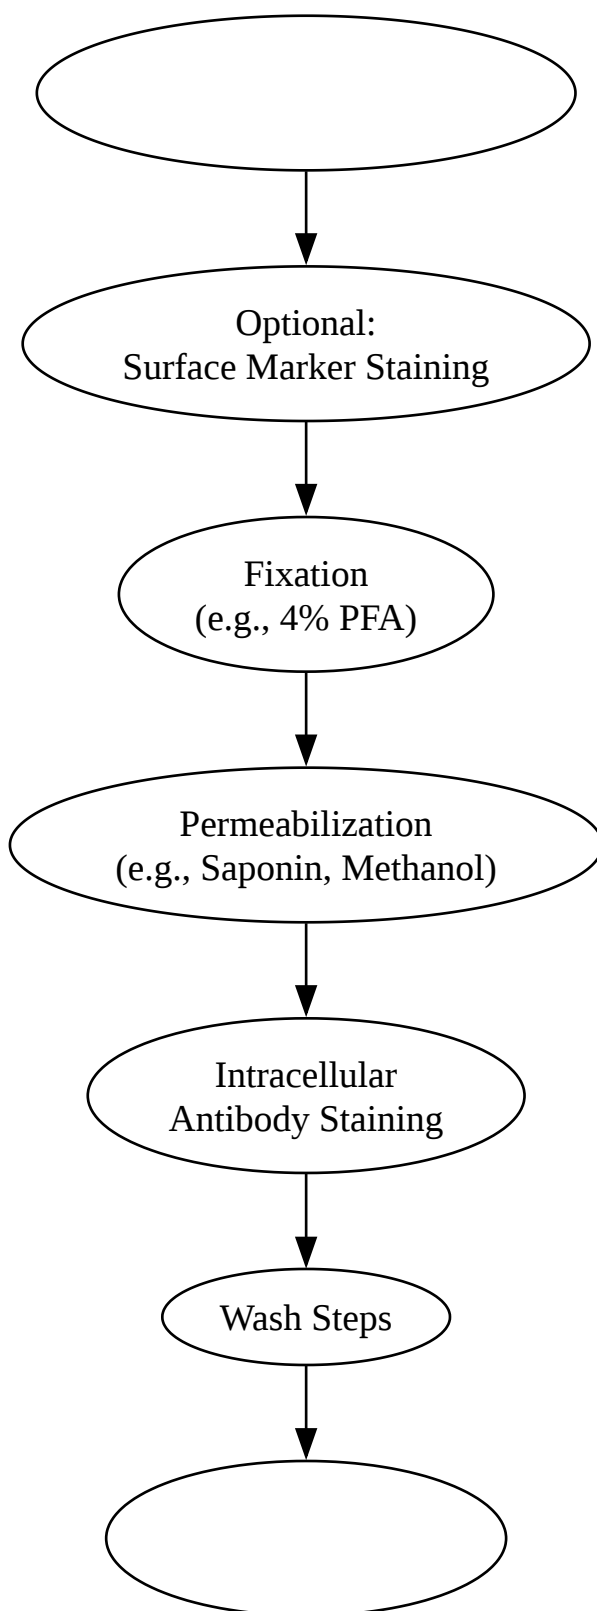 Optional:
Surface Marker Staining
Fixation
(e.g., 4% PFA)
Permeabilization
(e.g., Saponin, Methanol)
Intracellular
Antibody Staining
Wash Steps